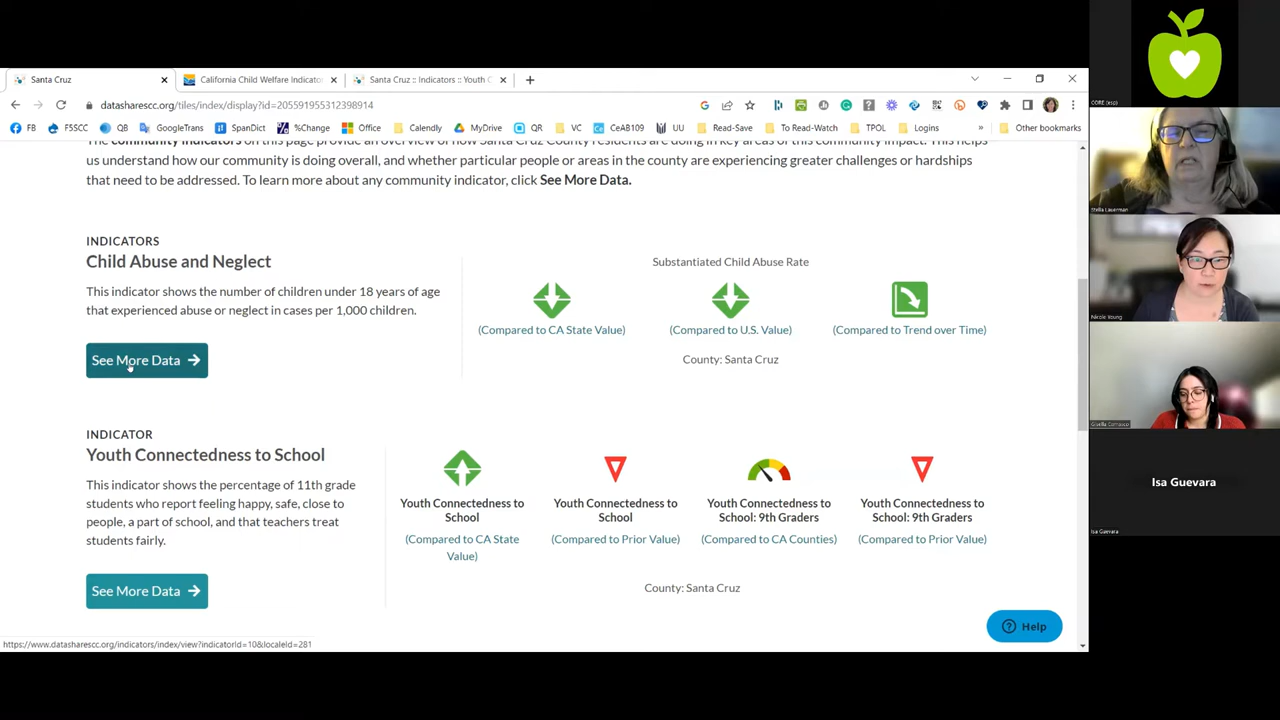 Santa Cruz
California Child Welfare Indicator
Santa Cruz :: Indicators :: Youth C
datasharescc.org/tiles/index/display?id=205591955312398914
FB
F5SCC
QB
GoogleTrans
SpanDict
%Change
Office
Calendly
MyDrive
QR
VC
CeAB109
UU
Read-Save
To Read-Watch
TPOL
Logins
»
Other bookmarks
us understand how our community is doing overall, and whether particular people or areas in the county are experiencing greater challenges or hardships
that need to be addressed. To learn more about any community indicator, click See More Data.
INDICATORS
Child Abuse and Neglect
This indicator shows the number of children under 18 years of age
that experienced abuse or neglect in cases per 1,000 children.
See More Data
Substantiated Child Abuse Rate
(Compared to CA State Value)
(Compared to U.S. Value)
(Compared to Trend over Time)
County: Santa Cruz
INDICATOR
Youth Connectedness to School
This indicator shows the percentage of 11th grade
students who report feeling happy, safe, close to
people, a part of school, and that teachers treat
students fairly.
See More Data
Youth Connectedness to
School
(Compared to CA State
Value)
Youth Connectedness to
School
(Compared to Prior Value)
Youth Connectedness to
School: 9th Graders
(Compared to CA Counties)
Youth Connectedness to
School: 9th Graders
(Compared to Prior Value)
County: Santa Cruz
Help
https://www.datasharescc.org/indicators/index/view?indicatorId=10&localeId=281
CORE (esp)
Nicole Young
Isa Guevara
Isa Guevara